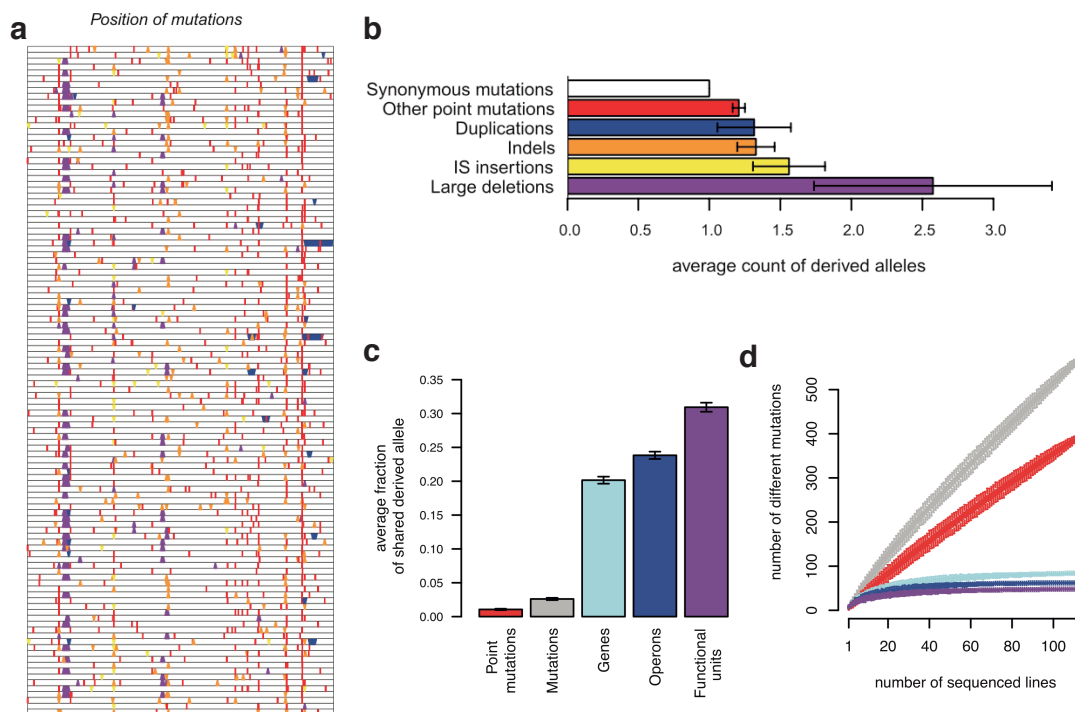 a
Position of mutations
b
Synonymous mutations
Other point mutations
Duplications
Indels
IS insertions
Large deletions
0.0 0.5 1.0 1.5 2.0 2.5 3.0
average count of derived alleles
c
average fraction
of shared derived allele
0.35
0.30
0.25
0.20
0.15
0.10
0.05
0.00
Point
mutations
Mutations
Genes
Operons
Functional
units
d
number of different mutations
500
400
300
200
100
0
1 20 40 60 80 100
number of sequenced lines